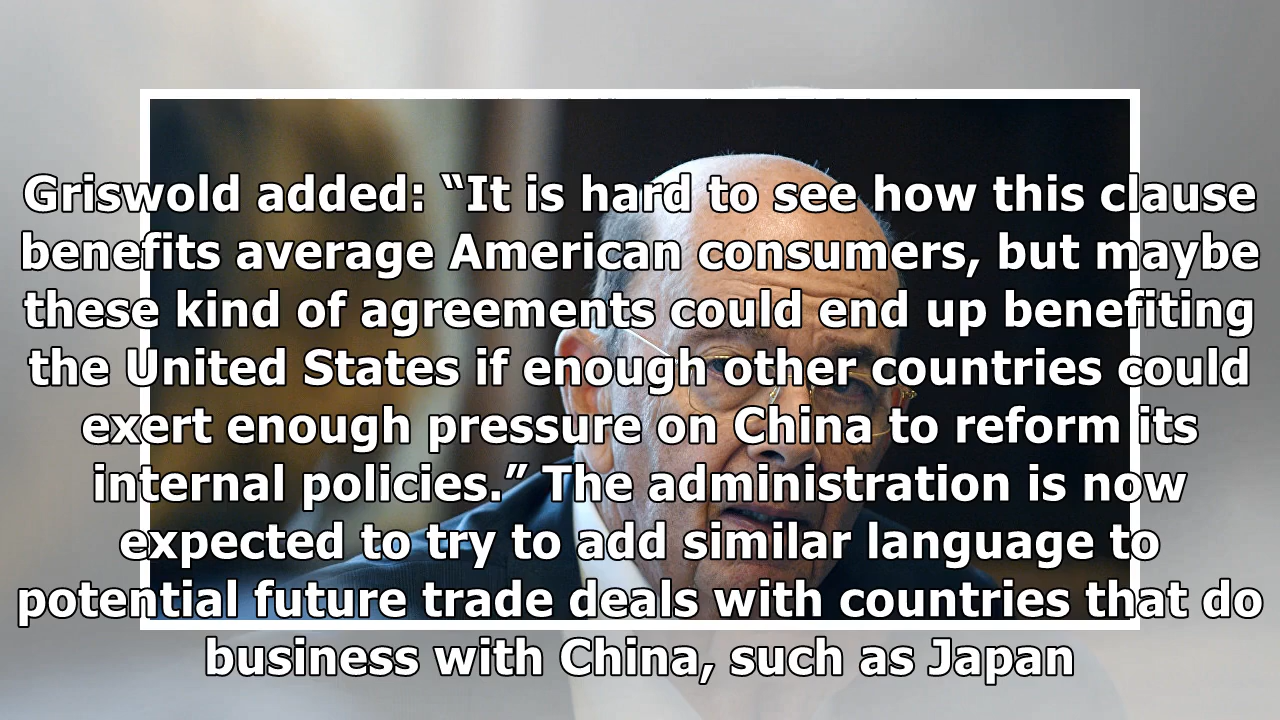 Griswold added: “It is hard to see how this clause
benefits average American consumers, but maybe
these kind of agreements could end up benefiting
the United States if enough other countries could
exert enough pressure on China to reform its
internal policies.” The administration is now
expected to try to add similar language to
potential future trade deals with countries that do
business with China, such as Japan